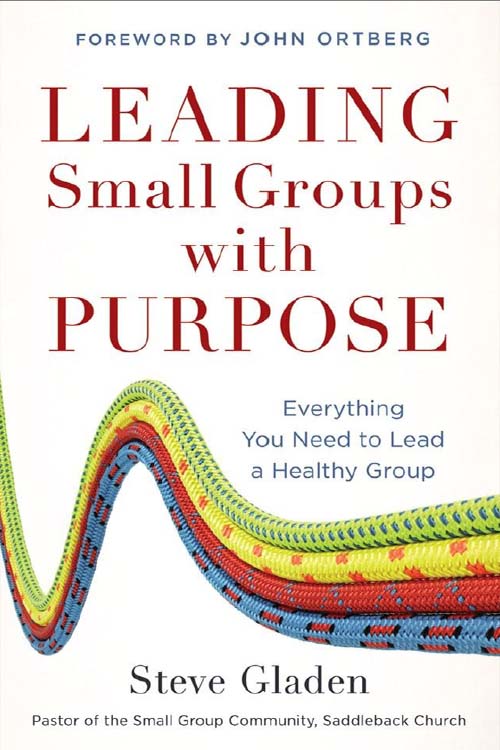 FOREWORD BY JOHN ORTBERG
LEADING
Small Groups
with
PURPOSE
Everything
You Need to Lead
a Healthy Group
Steve Gladen
Pastor of the Small Group Community, Saddleback Church